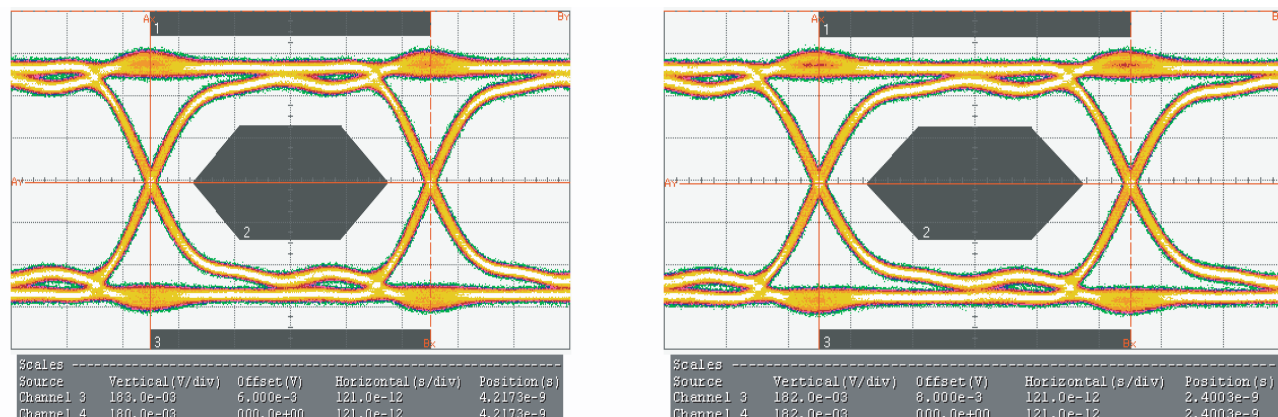 Ax
BY
1
AY
2
3
Bx
Scales
Source Vertical(V/div) Offset(V) Horizontal(s/div) Position(s)
Channel 3 183.0e-03 6.000e-3 121.0e-12 4.2173e-9
Channel 4 180.0e-03 000.0e+00 121.0e-12 4.2173e-9
Ax
1
AY
2
3
Bx
Scales
Source Vertical(V/div) Offset(V) Horizontal(s/div) Position(s)
Channel 3 182.0e-03 8.000e-3 121.0e-12 2.4003e-9
Channel 4 182.0e-03 000.0e+00 121.0e-12 2.4003e-9